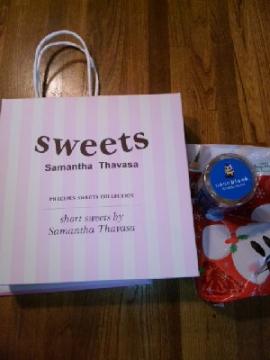 sweets
Samantha Thavasa
PRECIOUS SWEETS COLLECTION
short sweets by
Samantha Thavasa